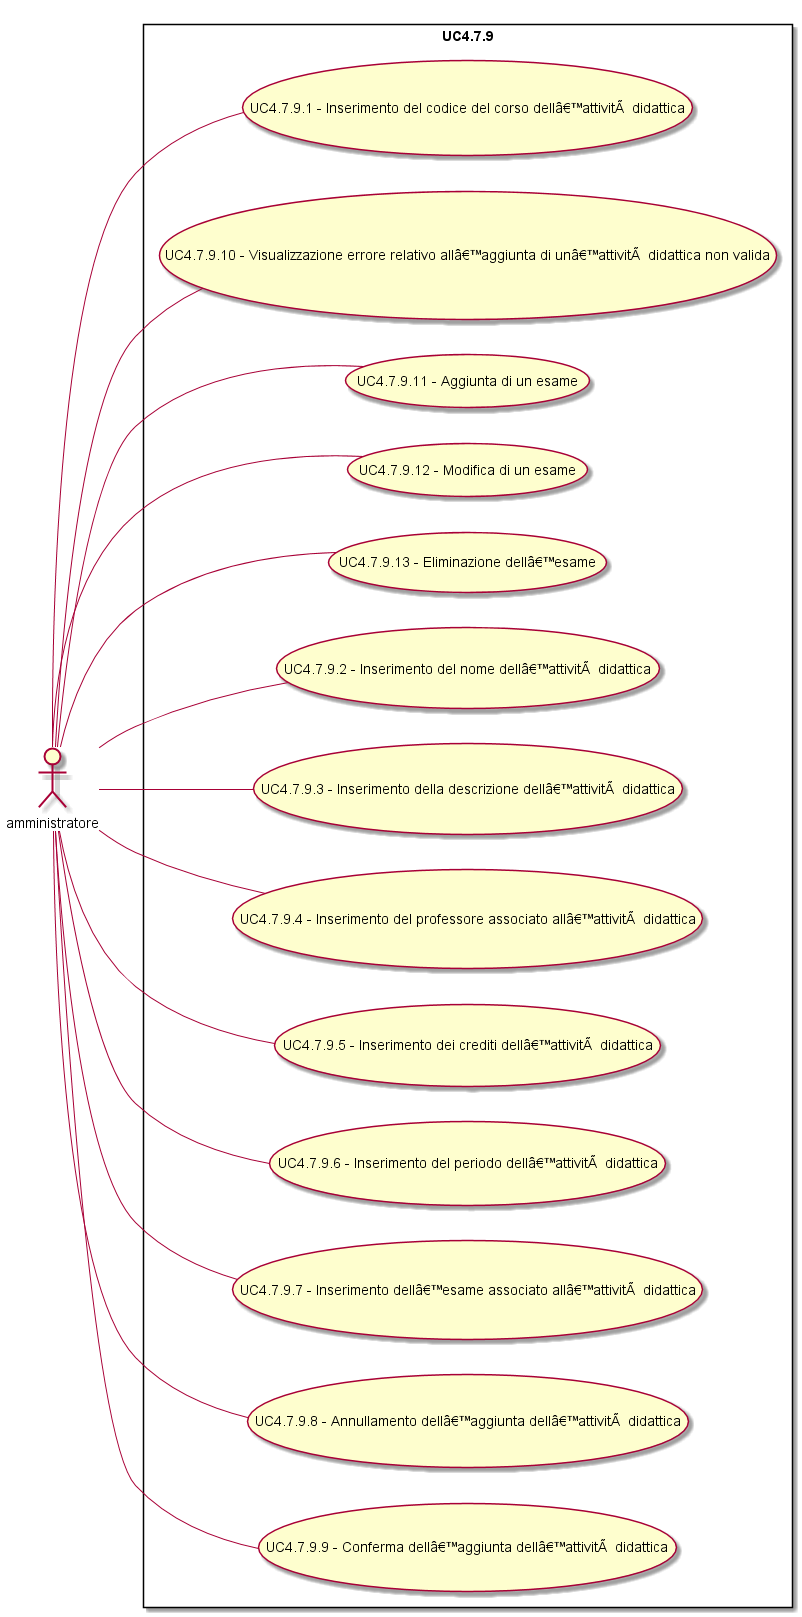 UC4.7.9
UC4.7.9.1 - Inserimento del codice del corso dellâ€™attivitÃ  didattica
UC4.7.9.10 - Visualizzazione errore relativo allâ€™aggiunta di unâ€™attivitÃ  didattica non valida
UC4.7.9.11 - Aggiunta di un esame
UC4.7.9.12 - Modifica di un esame
UC4.7.9.13 - Eliminazione dellâ€™esame
UC4.7.9.2 - Inserimento del nome dellâ€™attivitÃ  didattica
UC4.7.9.3 - Inserimento della descrizione dellâ€™attivitÃ  didattica
amministratore
UC4.7.9.4 - Inserimento del professore associato allâ€™attivitÃ  didattica
UC4.7.9.5 - Inserimento dei crediti dellâ€™attivitÃ  didattica
UC4.7.9.6 - Inserimento del periodo dellâ€™attivitÃ  didattica
UC4.7.9.7 - Inserimento dellâ€™esame associato allâ€™attivitÃ  didattica
UC4.7.9.8 - Annullamento dellâ€™aggiunta dellâ€™attivitÃ  didattica
UC4.7.9.9 - Conferma dellâ€™aggiunta dellâ€™attivitÃ  didattica